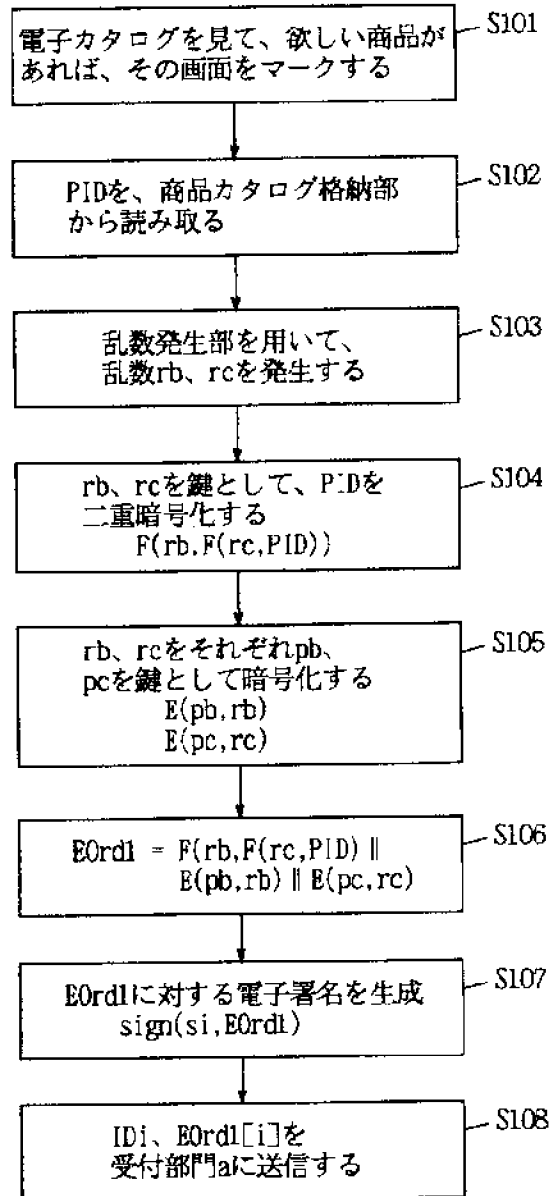 電子カタログを見て、欲しい商品が
あれば、その画面をマークする
S101
PIDを、商品カタログ格納部
から読み取る
S102
乱数発生部を用いて、
乱数rb、rcを発生する
S103
rb、rcを鍵として、PIDを
二重暗号化する
F(rb,F(rc,PID))
S104
rb、rcをそれぞれpb、
pcを鍵として暗号化する
E(pb,rb)
E(pc,rc)
S105
EOrd1 = F(rb,F(rc,PID)‖
E(pb,rb)‖E(pc,rc)
S106
EOrd1に対する電子署名を生成
sign(si,EOrd1)
S107
IDi、EOrd1[i]を
受付部門aに送信する
S108